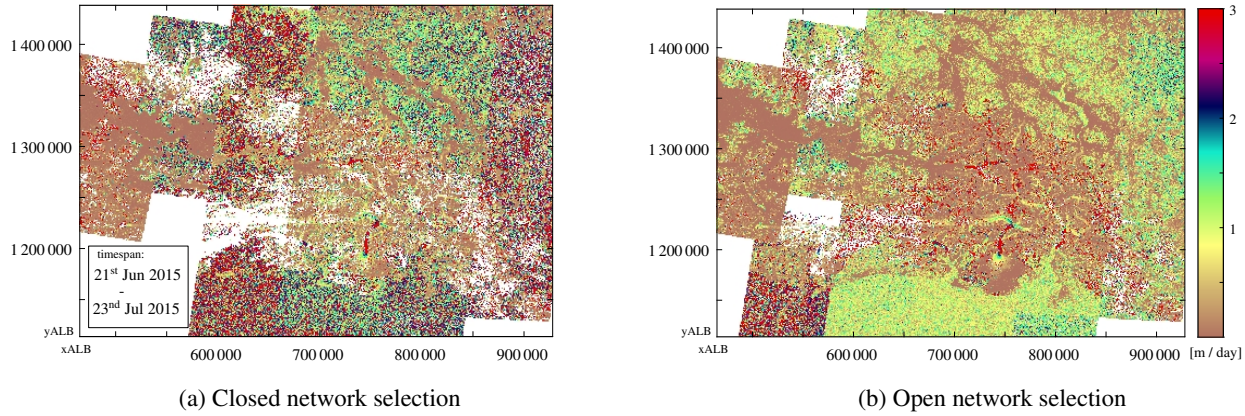 1 400 000
1 300 000
1 200 000
timespan:
21st Jun 2015
-
23nd Jul 2015
yALB
xALB
600 000
700 000
800 000
900 000
(a) Closed network selection
1 400 000
1 300 000
1 200 000
yALB
xALB
600 000
700 000
800 000
900 000
3
2
1
[m / day]
(b) Open network selection